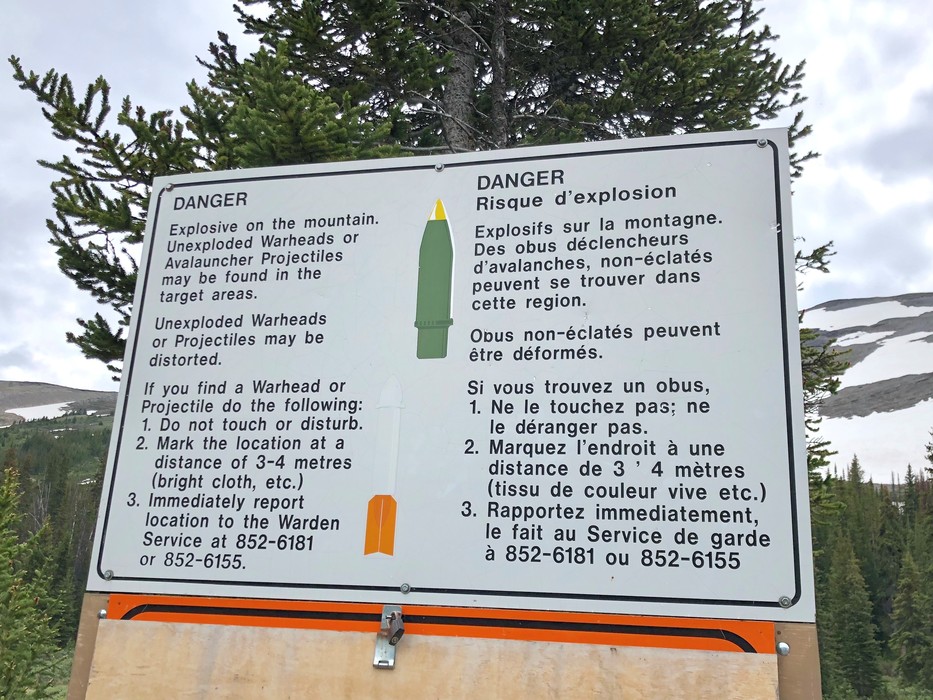 DANGER
Explosive on the mountain.
Unexploded Warheads or
Avalauncher Projectiles
may be found in the
target areas.
Unexploded Warheads
or Projectiles may be
distorted.
If you find a Warhead or
Projectile do the following:
1. Do not touch or disturb.
2. Mark the location at a
distance of 3-4 metres
(bright cloth, etc.)
3. Immediately report
location to the Warden
Service at 852-6181
or 852-6155.
DANGER
Risque d'explosion
Explosifs sur la montagne.
Des obus déclencheurs
d'avalanches, non-éclatés
peuvent se trouver dans
cette region.
Obus non-éclatés peuvent
être déformés.
Si vous trouvez un obus,
1. Ne le touchez pas; ne
le déranger pas.
2. Marquez l'endroit à une
distance de 3 ' 4 mètres
(tissu de couleur vive etc.)
3. Rapportez immediatement,
le fait au Service de garde
à 852-6181 ou 852-6155